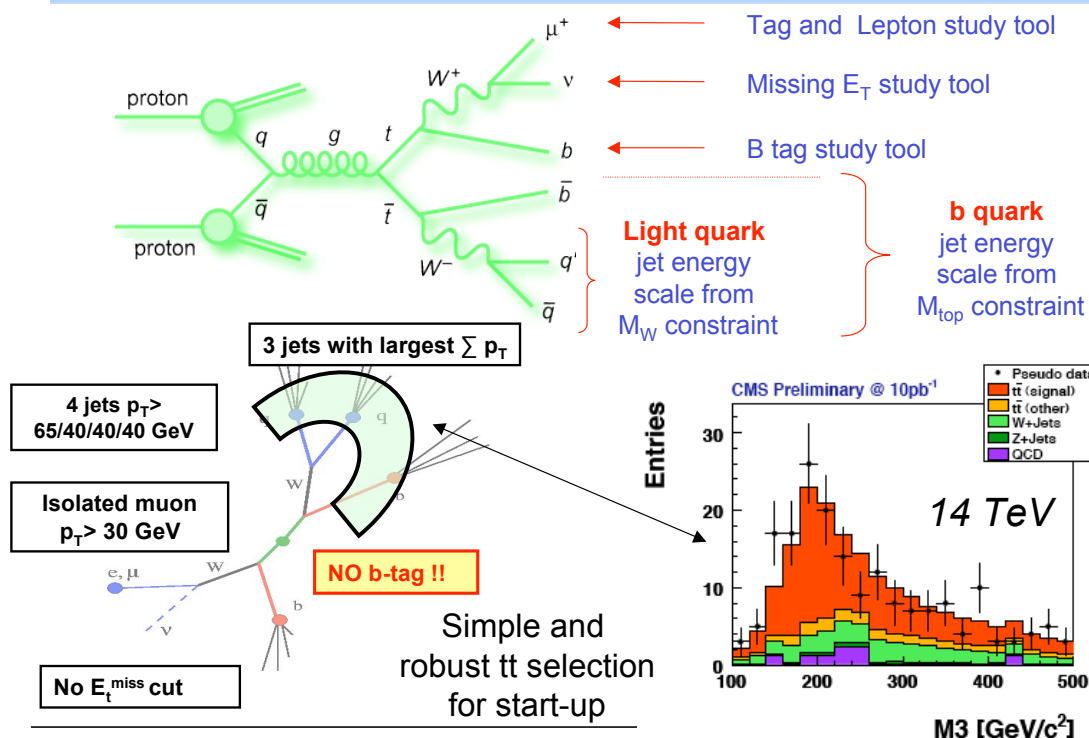 μ+
Tag and Lepton study tool
W+
ν
Missing ET study tool
proton
q
g
t
b
B tag study tool
q̅
t̅
b̅
proton
W−
q'
q̅
Light quark
jet energy
scale from
MW constraint
b quark
jet energy
scale from
Mtop constraint
3 jets with largest ∑ pT
4 jets pT>
65/40/40/40 GeV
q
w
b
Isolated muon
pT> 30 GeV
NO b-tag !!
w
e, μ
ν
b
No Etmiss cut
Simple and
robust tt selection
for start-up
CMS Preliminary @ 10pb-1
Pseudo data
tt̅ (signal)
tt̅ (other)
W+Jets
Z+Jets
QCD
14 TeV
Entries
30
20
10
0
100
200
300
400
500
M3 [GeV/c2]